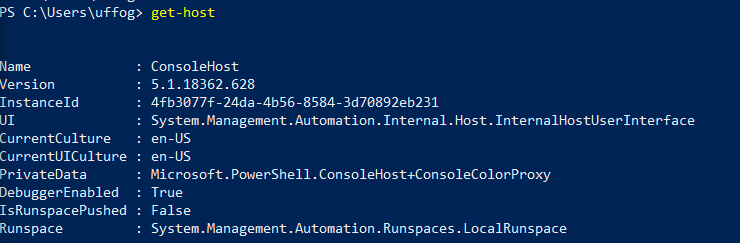 PS C:\Users\uffog> get-host
Name             : ConsoleHost
Version          : 5.1.18362.628
InstanceId       : 4fb3077f-24da-4b56-8584-3d70892eb231
UI               : System.Management.Automation.Internal.Host.InternalHostUserInterface
CurrentCulture   : en-US
CurrentUICulture : en-US
PrivateData      : Microsoft.PowerShell.ConsoleHost+ConsoleColorProxy
DebuggerEnabled  : True
IsRunspacePushed : False
Runspace         : System.Management.Automation.Runspaces.LocalRunspace